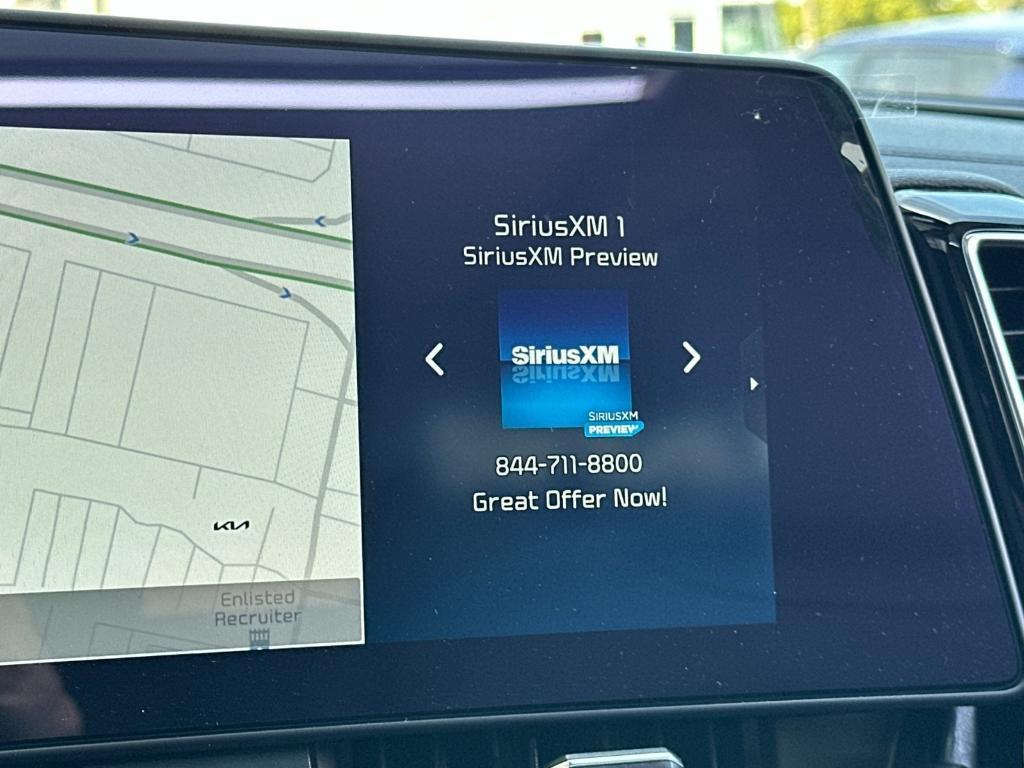 SiriusXM 1
SiriusXM Preview
SiriusXM
SIRIUSXM
PREVIEW
844-711-8800
Great Offer Now!
KIA
Enlisted
Recruiter